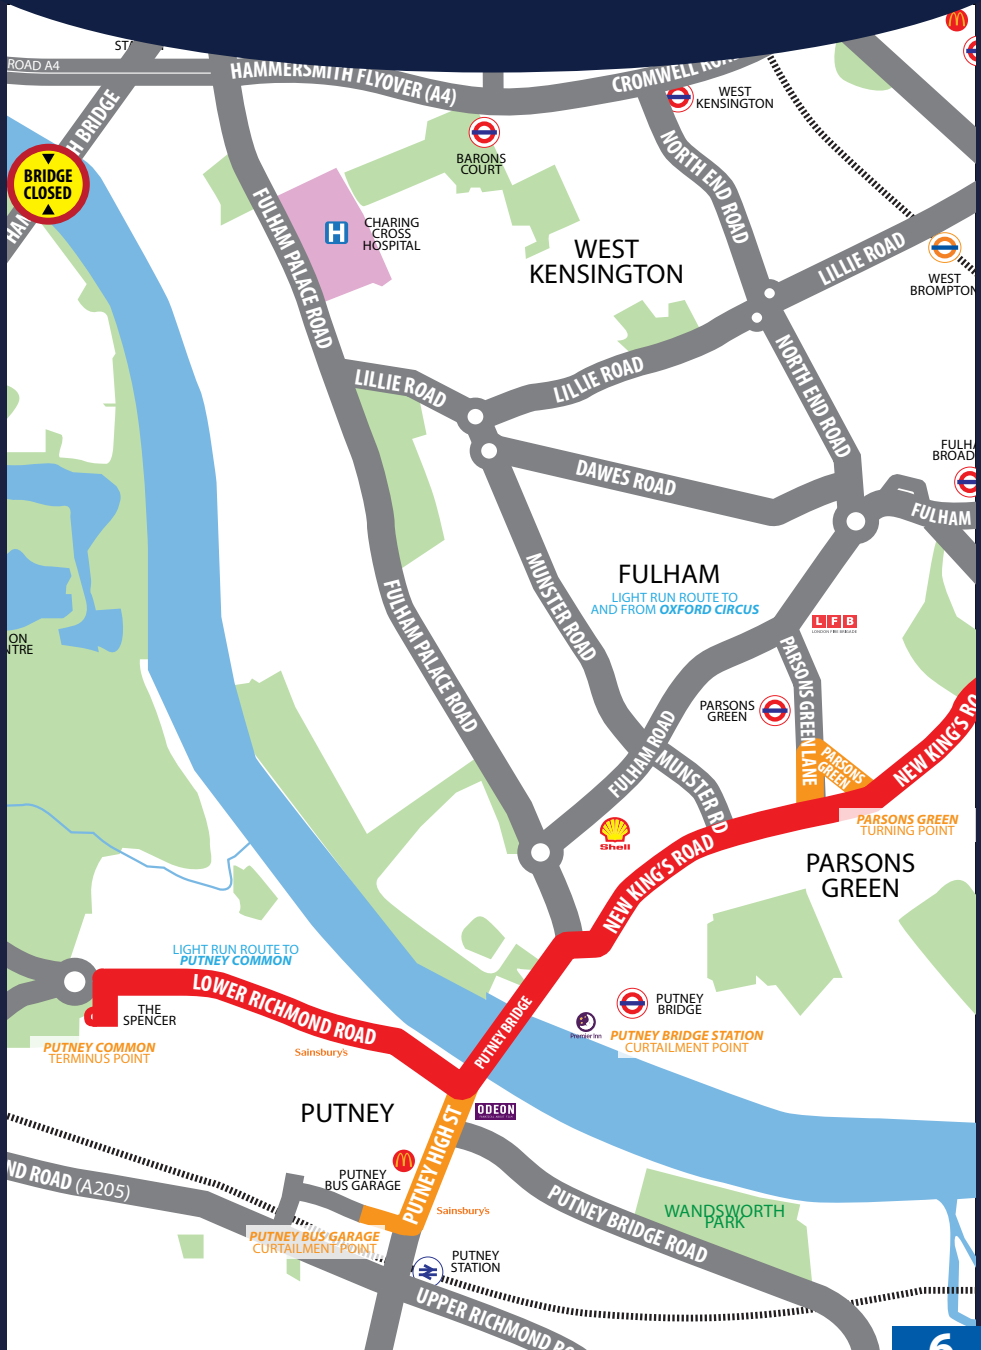 ROAD A4
HAMMERSMITH FLYOVER (A4)
WEST
KENSINGTON
BARONS
COURT
BRIDGE
CLOSED
H BRIDGE
FULHAM PALACE ROAD
H
CHARING
CROSS
HOSPITAL
NORTH END ROAD
WEST
KENSINGTON
LILLIE ROAD
WEST
BROMPTON
LILLIE ROAD
LILLIE ROAD
NORTH END ROAD
DAWES ROAD
FULHAM
MUNSTER ROAD
FULHAM
LIGHT RUN ROUTE TO
AND FROM OXFORD CIRCUS
LFB
LONDON FIRE BRIGADE
FULHAM PALACE ROAD
PARSONS GREEN LANE
PARSONS
GREEN
FULHAM ROAD
MUNSTER RD
PARSONS
GREEN
NEW KING'S RO
PARSONS GREEN
TURNING POINT
Shell
NEW KING'S ROAD
PARSONS
GREEN
LIGHT RUN ROUTE TO
PUTNEY COMMON
LOWER RICHMOND ROAD
THE
SPENCER
PUTNEY COMMON
TERMINUS POINT
Sainsbury's
PUTNEY BRIDGE
Premier Inn
PUTNEY
BRIDGE
PUTNEY BRIDGE STATION
CURTAILMENT POINT
PUTNEY
ODEON
PUTNEY HIGH ST
PUTNEY
BUS GARAGE
ND ROAD (A205)
PUTNEY BUS GARAGE
CURTAILMENT POINT
Sainsbury's
PUTNEY BRIDGE ROAD
WANDSWORTH
PARK
PUTNEY
STATION
UPPER RICHMOND RO
6